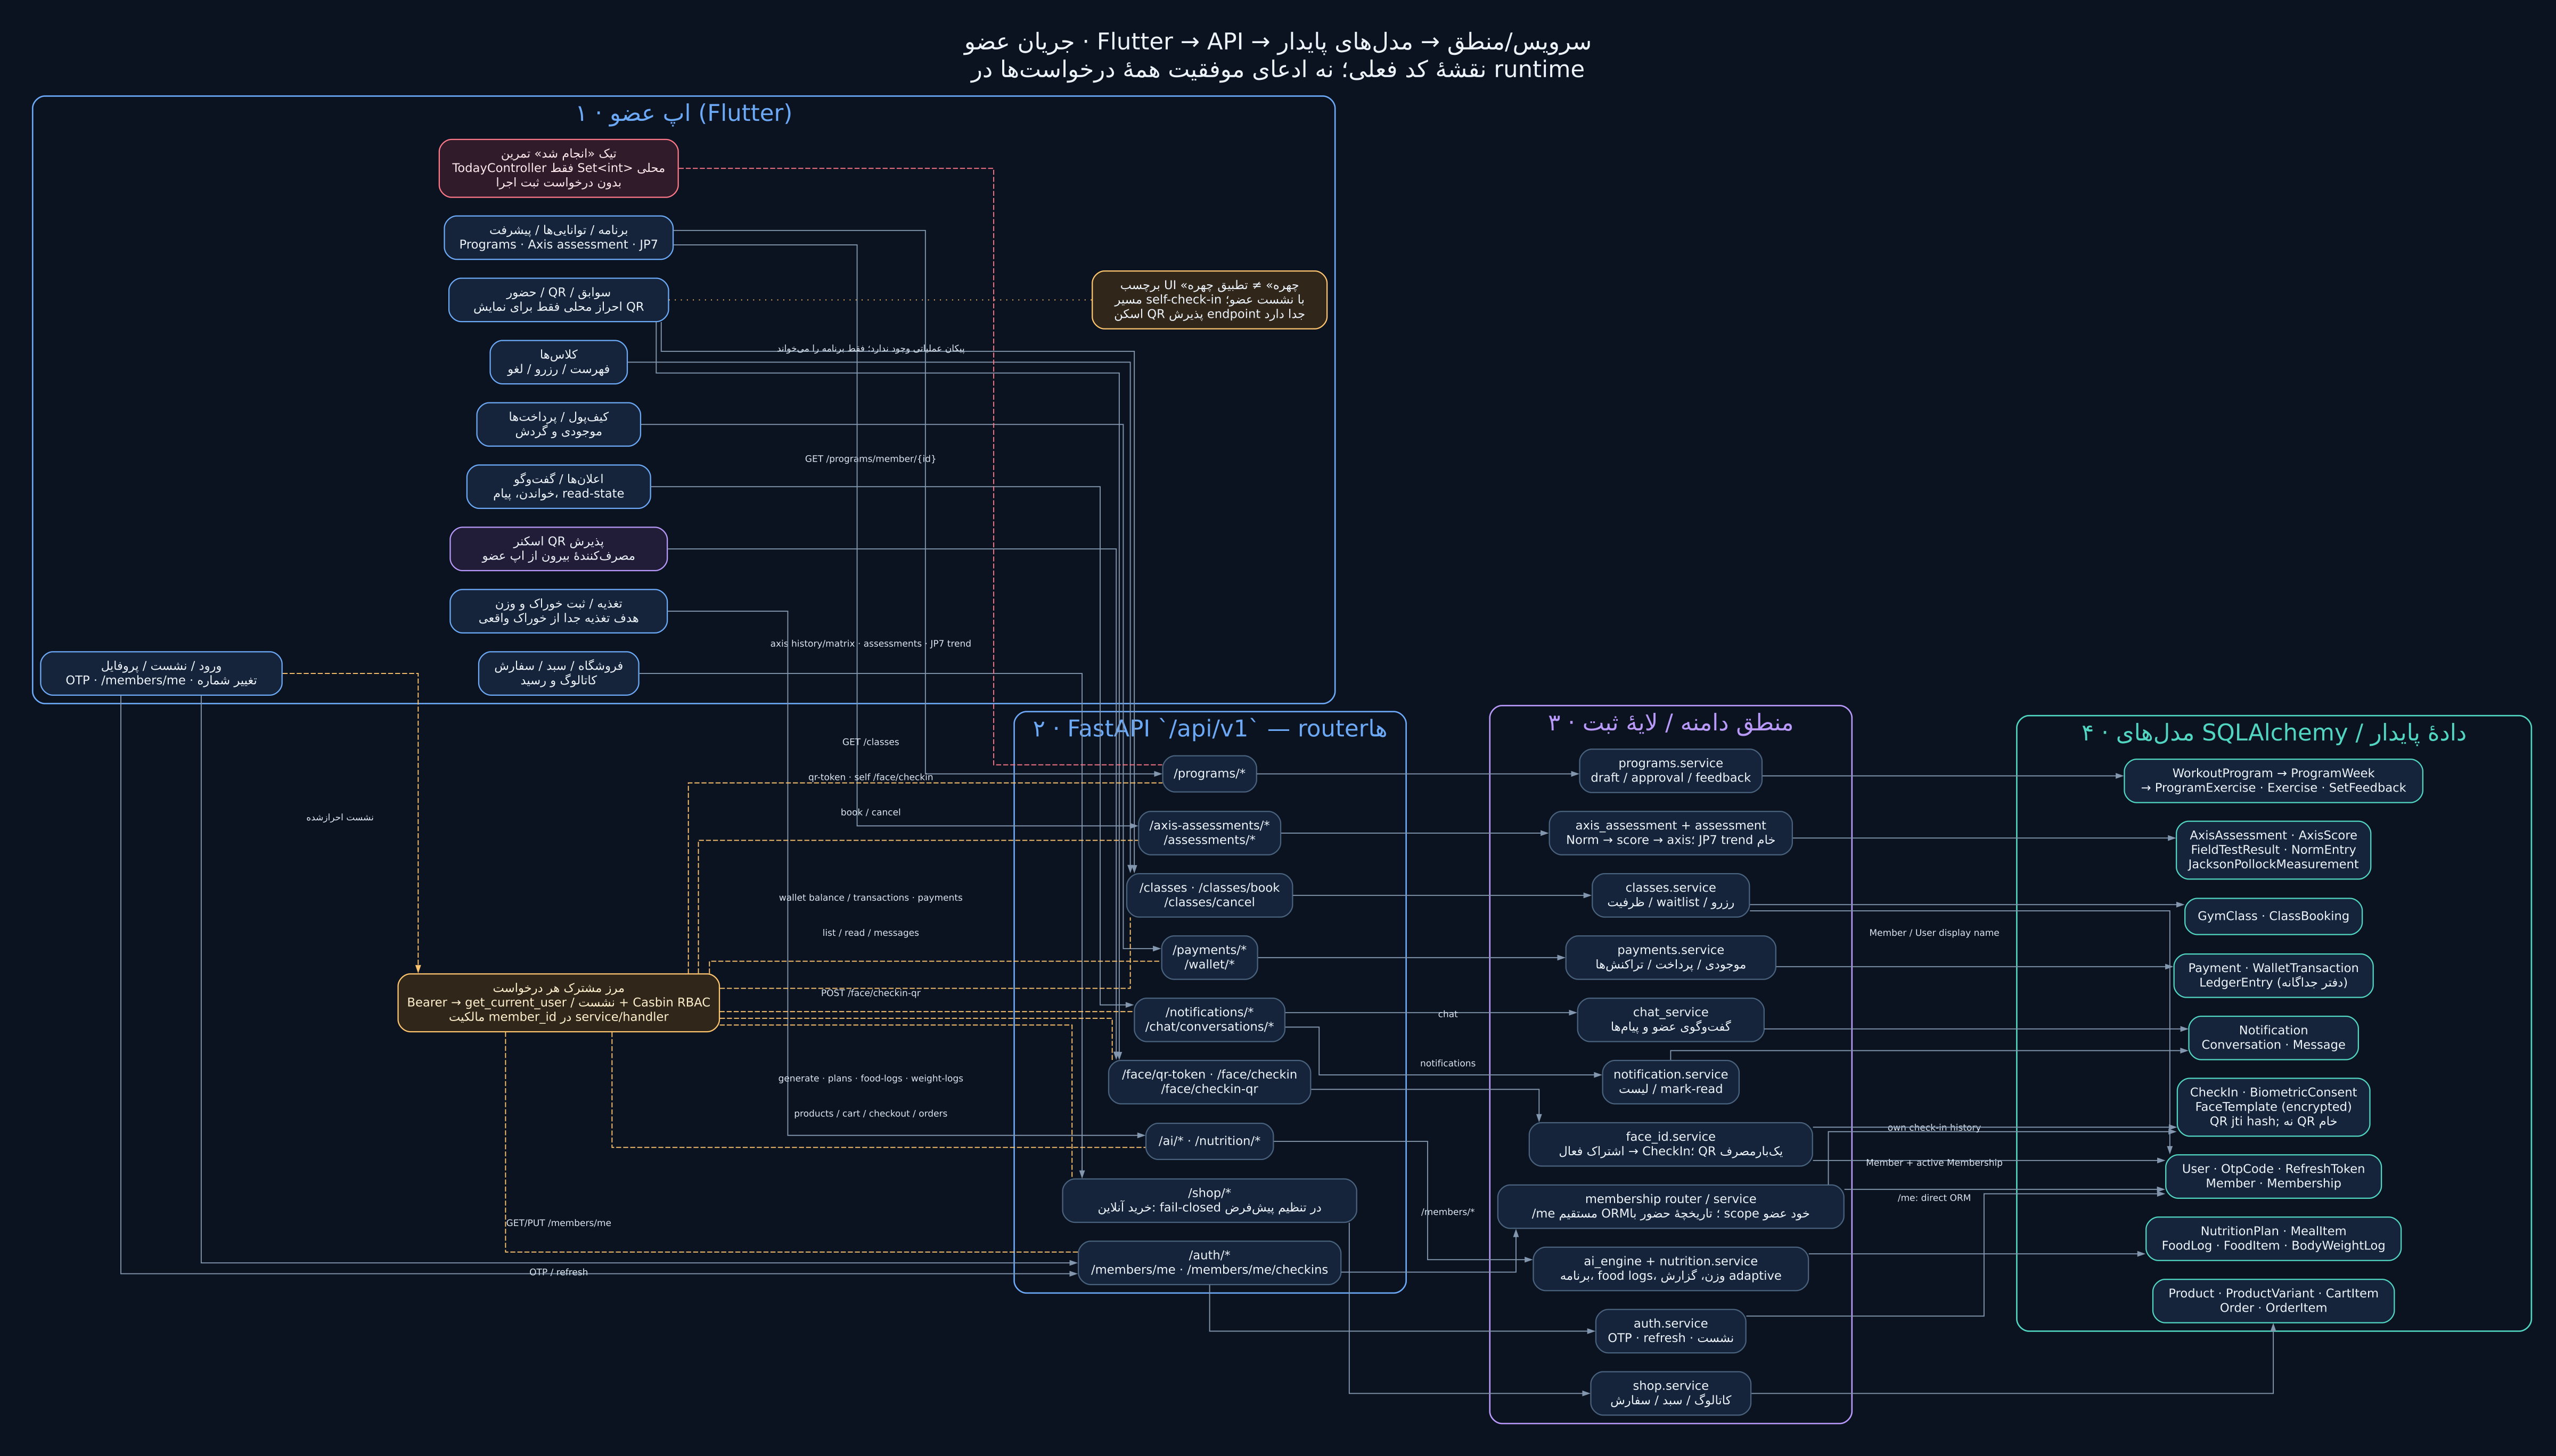 جریان عضو · Flutter → API → سرویس/منطق → مدل‌های پایدار
نقشهٔ کد فعلی؛ نه ادعای موفقیت همهٔ درخواست‌ها در runtime
۱ · اپ عضو (Flutter)
تیک «انجام شد» تمرین
TodayController فقط Set<int> محلی
بدون درخواست ثبت اجرا
برنامه / توانایی‌ها / پیشرفت
Programs · Axis assessment · JP7
حضور / QR / سوابق
احراز محلی فقط برای نمایش QR
برچسب UI «چهره» ≠ تطبیق چهره
مسیر self-check-in با نشست عضو؛
اسکن QR پذیرش endpoint جدا دارد
پیکان عملیاتی وجود ندارد؛ فقط برنامه را می‌خواند
کلاس‌ها
فهرست / رزرو / لغو
کیف‌پول / پرداخت‌ها
موجودی و گردش
GET /programs/member/{id}
اعلان‌ها / گفت‌وگو
خواندن، پیام، read-state
اسکنر QR پذیرش
مصرف‌کنندهٔ بیرون از اپ عضو
تغذیه / ثبت خوراک و وزن
هدف تغذیه جدا از خوراک واقعی
axis history/matrix · assessments · JP7 trend
ورود / نشست / پروفایل
OTP · /members/me · تغییر شماره
فروشگاه / سبد / سفارش
کاتالوگ و رسید
۲ · FastAPI `/api/v1` — routerها
GET /classes
qr-token · self /face/checkin
book / cancel
نشست احرازشده
wallet balance / transactions · payments
list / read / messages
POST /face/checkin-qr
مرز مشترک هر درخواست
Bearer → get_current_user / نشست + Casbin RBAC
مالکیت member_id در service/handler
generate · plans · food-logs · weight-logs
products / cart / checkout / orders
GET/PUT /members/me
OTP / refresh
/programs/*
/axis-assessments/*
/assessments/*
/classes · /classes/book
/classes/cancel
/payments/*
/wallet/*
/notifications/*
/chat/conversations/*
/face/qr-token · /face/checkin
/face/checkin-qr
/ai/* · /nutrition/*
/shop/*
خرید آنلاین: fail-closed در تنظیم پیش‌فرض
/auth/*
/members/me · /members/me/checkins
chat
notifications
/members/*
۳ · منطق دامنه / لایهٔ ثبت
programs.service
draft / approval / feedback
axis_assessment + assessment
Norm → score → axis؛ JP7 trend خام
classes.service
ظرفیت / waitlist / رزرو
payments.service
موجودی / پرداخت / تراکنش‌ها
chat_service
گفت‌وگوی عضو و پیام‌ها
notification.service
لیست / mark-read
face_id.service
اشتراک فعال → CheckIn؛ QR یک‌بارمصرف
membership router / service
/me مستقیم ORMبا تاریخچهٔ حضور ؛ scope خود عضو
ai_engine + nutrition.service
برنامه، food logs، وزن، گزارش adaptive
auth.service
OTP · refresh · نشست
shop.service
کاتالوگ / سبد / سفارش
Member / User display name
own check-in history
Member + active Membership
/me: direct ORM
۴ · مدل‌های SQLAlchemy / دادهٔ پایدار
WorkoutProgram → ProgramWeek
→ ProgramExercise · Exercise · SetFeedback
AxisAssessment · AxisScore
FieldTestResult · NormEntry
JacksonPollockMeasurement
GymClass · ClassBooking
Payment · WalletTransaction
LedgerEntry (دفتر جداگانه)
Notification
Conversation · Message
CheckIn · BiometricConsent
FaceTemplate (encrypted)
QR jti hash; نه QR خام
User · OtpCode · RefreshToken
Member · Membership
NutritionPlan · MealItem
FoodLog · FoodItem · BodyWeightLog
Product · ProductVariant · CartItem
Order · OrderItem